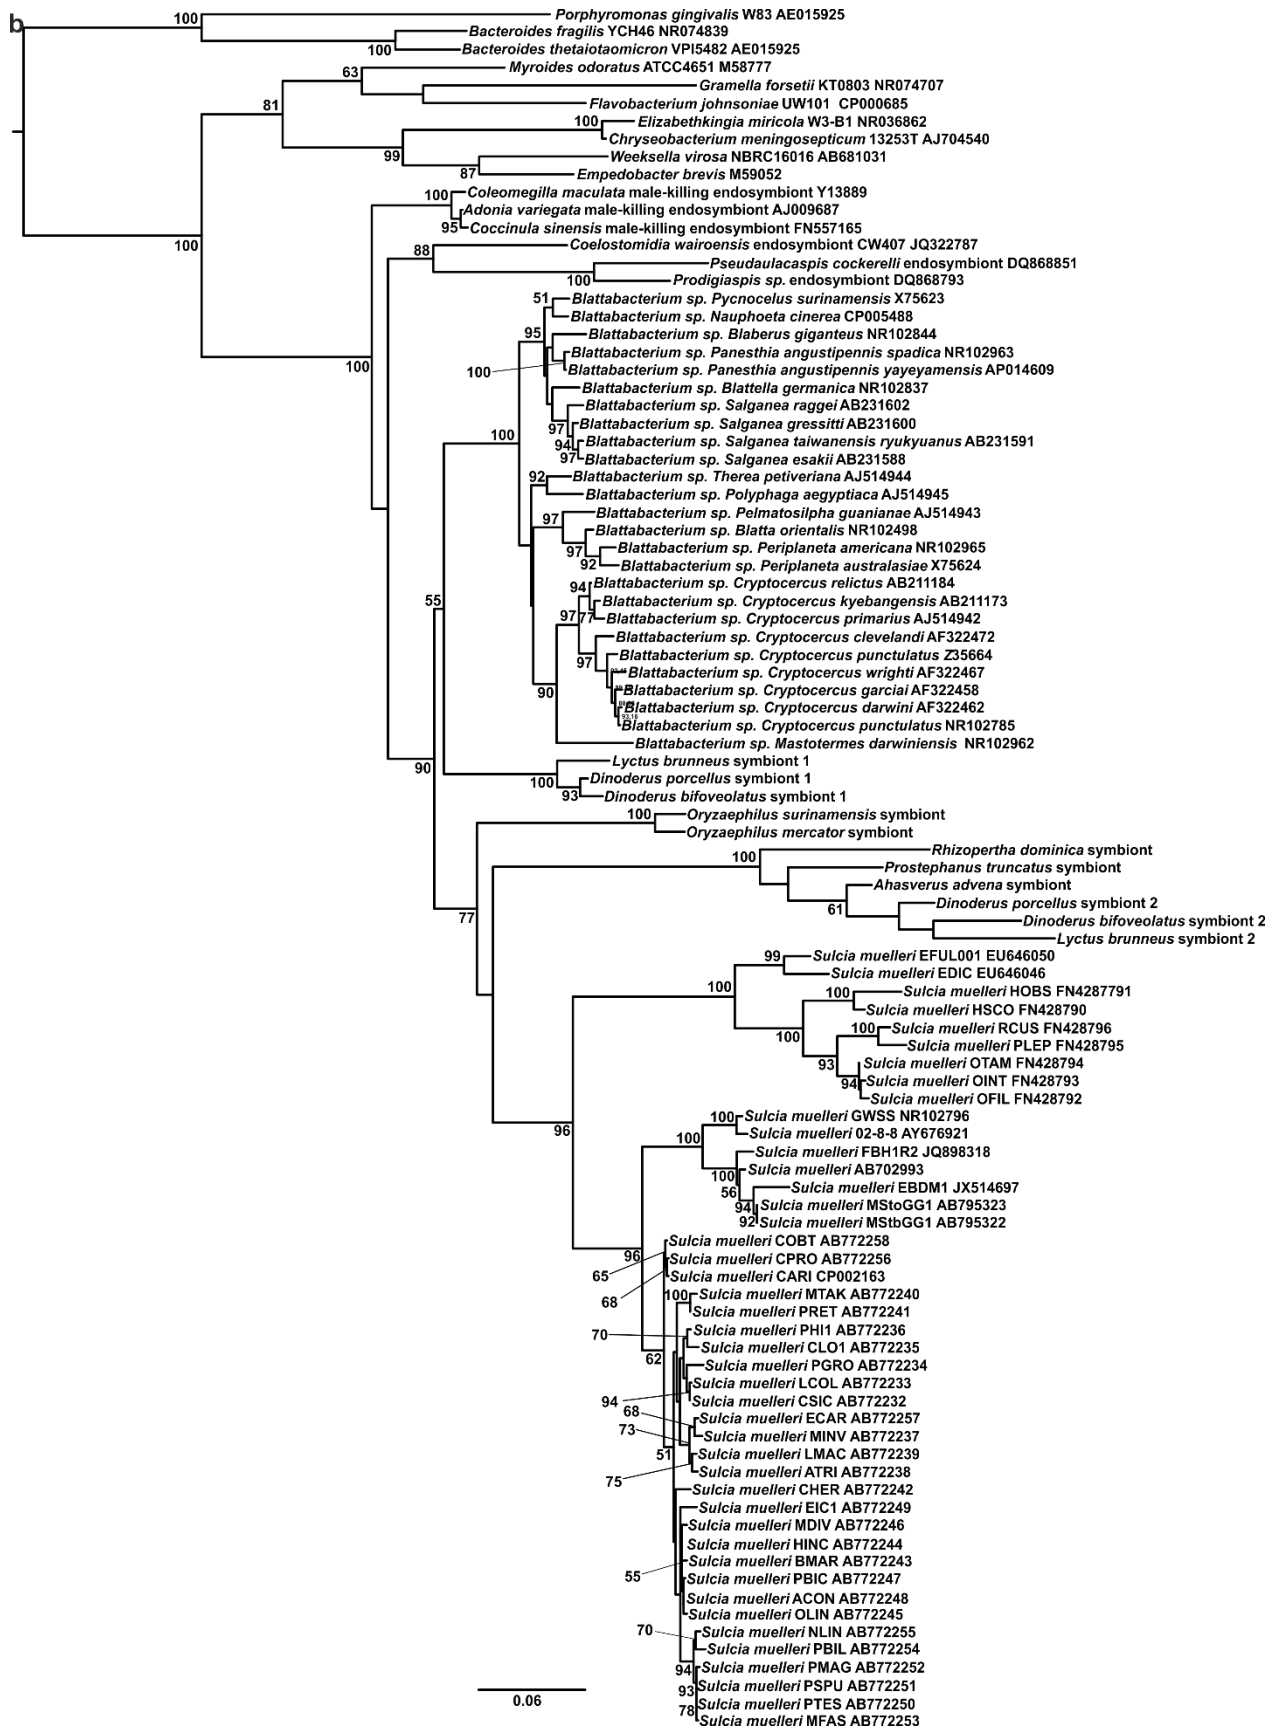 b
100
Porphyromonas gingivalis W83 AE015925
Bacteroides fragilis YCH46 NR074839
100
Bacteroides thetaiotaomicron VPI5482 AE015925
63
Myroides odoratus ATCC4651 M58777
81
Gramella forsetii KT0803 NR074707
Flavobacterium johnsoniae UW101 CP000685
100
Elizabethkingia miricola W3-B1 NR036862
Chryseobacterium meningosepticum 13253T AJ704540
99
Weeksella virosa NBRC16016 AB681031
87
Empedobacter brevis M59052
100
Coleomegilla maculata male-killing endosymbiont Y13889
Adonia variegata male-killing endosymbiont AJ009687
95
Coccinula sinensis male-killing endosymbiont FN557165
100
88
Coelostomidia wairoensis endosymbiont CW407 JQ322787
Pseudaulacaspis cockerelli endosymbiont DQ868851
100
Prodigiaspis sp. endosymbiont DQ868793
51
Blattabacterium sp. Pycnocelus surinamensis X75623
Blattabacterium sp. Nauphoeta cinerea CP005488
95
Blattabacterium sp. Blaberus giganteus NR102844
Blattabacterium sp. Panesthia angustipennis spadica NR102963
100
100
Blattabacterium sp. Panesthia angustipennis yayeyamensis AP014609
Blattabacterium sp. Blattella germanica NR102837
Blattabacterium sp. Salganea raggei AB231602
97
Blattabacterium sp. Salganea gressitti AB231600
100
94
Blattabacterium sp. Salganea taiwanensis ryukyuanus AB231591
97
Blattabacterium sp. Salganea esakii AB231588
92
Blattabacterium sp. Therea petiveriana AJ514944
Blattabacterium sp. Polyphaga aegyptiaca AJ514945
97
Blattabacterium sp. Pelmatosilpha guanianae AJ514943
Blattabacterium sp. Blatta orientalis NR102498
97
Blattabacterium sp. Periplaneta americana NR102965
92
Blattabacterium sp. Periplaneta australasiae X75624
94
Blattabacterium sp. Cryptocercus relictus AB211184
55
Blattabacterium sp. Cryptocercus kyebangensis AB211173
97
77
Blattabacterium sp. Cryptocercus primarius AJ514942
Blattabacterium sp. Cryptocercus clevelandi AF322472
97
Blattabacterium sp. Cryptocercus punctulatus Z35664
Blattabacterium sp. Cryptocercus wrighti AF322467
90
Blattabacterium sp. Cryptocercus garciai AF322458
Blattabacterium sp. Cryptocercus darwini AF322462
93,16
Blattabacterium sp. Cryptocercus punctulatus NR102785
Blattabacterium sp. Mastotermes darwiniensis NR102962
90
Lyctus brunneus symbiont 1
100
Dinoderus porcellus symbiont 1
93
Dinoderus bifoveolatus symbiont 1
100
Oryzaephilus surinamensis symbiont
Oryzaephilus mercator symbiont
100
Rhizopertha dominica symbiont
Prostephanus truncatus symbiont
Ahasverus advena symbiont
61
Dinoderus porcellus symbiont 2
77
Dinoderus bifoveolatus symbiont 2
Lyctus brunneus symbiont 2
99
Sulcia muelleri EFUL001 EU646050
Sulcia muelleri EDIC EU646046
100
100
Sulcia muelleri HOBS FN4287791
Sulcia muelleri HSCO FN428790
100
100
Sulcia muelleri RCUS FN428796
Sulcia muelleri PLEP FN428795
93
Sulcia muelleri OTAM FN428794
94
Sulcia muelleri OINT FN428793
Sulcia muelleri OFIL FN428792
96
100
Sulcia muelleri GWSS NR102796
100
Sulcia muelleri 02-8-8 AY676921
Sulcia muelleri FBH1R2 JQ898318
100
Sulcia muelleri AB702993
56
Sulcia muelleri EBDM1 JX514697
94
Sulcia muelleri MStoGG1 AB795323
92
Sulcia muelleri MStbGG1 AB795322
96
Sulcia muelleri COBT AB772258
Sulcia muelleri CPRO AB772256
65
Sulcia muelleri CARI CP002163
68
100
Sulcia muelleri MTAK AB772240
Sulcia muelleri PRET AB772241
70
Sulcia muelleri PHI1 AB772236
Sulcia muelleri CLO1 AB772235
62
Sulcia muelleri PGRO AB772234
Sulcia muelleri LCOL AB772233
94
Sulcia muelleri CSIC AB772232
68
Sulcia muelleri ECAR AB772257
73
Sulcia muelleri MINV AB772237
51
Sulcia muelleri LMAC AB772239
75
Sulcia muelleri ATRI AB772238
Sulcia muelleri CHER AB772242
Sulcia muelleri EIC1 AB772249
Sulcia muelleri MDIV AB772246
Sulcia muelleri HINC AB772244
Sulcia muelleri BMAR AB772243
55
Sulcia muelleri PBIC AB772247
Sulcia muelleri ACON AB772248
Sulcia muelleri OLIN AB772245
70
Sulcia muelleri NLIN AB772255
Sulcia muelleri PBIL AB772254
94
Sulcia muelleri PMAG AB772252
93
Sulcia muelleri PSPU AB772251
78
Sulcia muelleri PTES AB772250
Sulcia muelleri MFAS AB772253
0.06